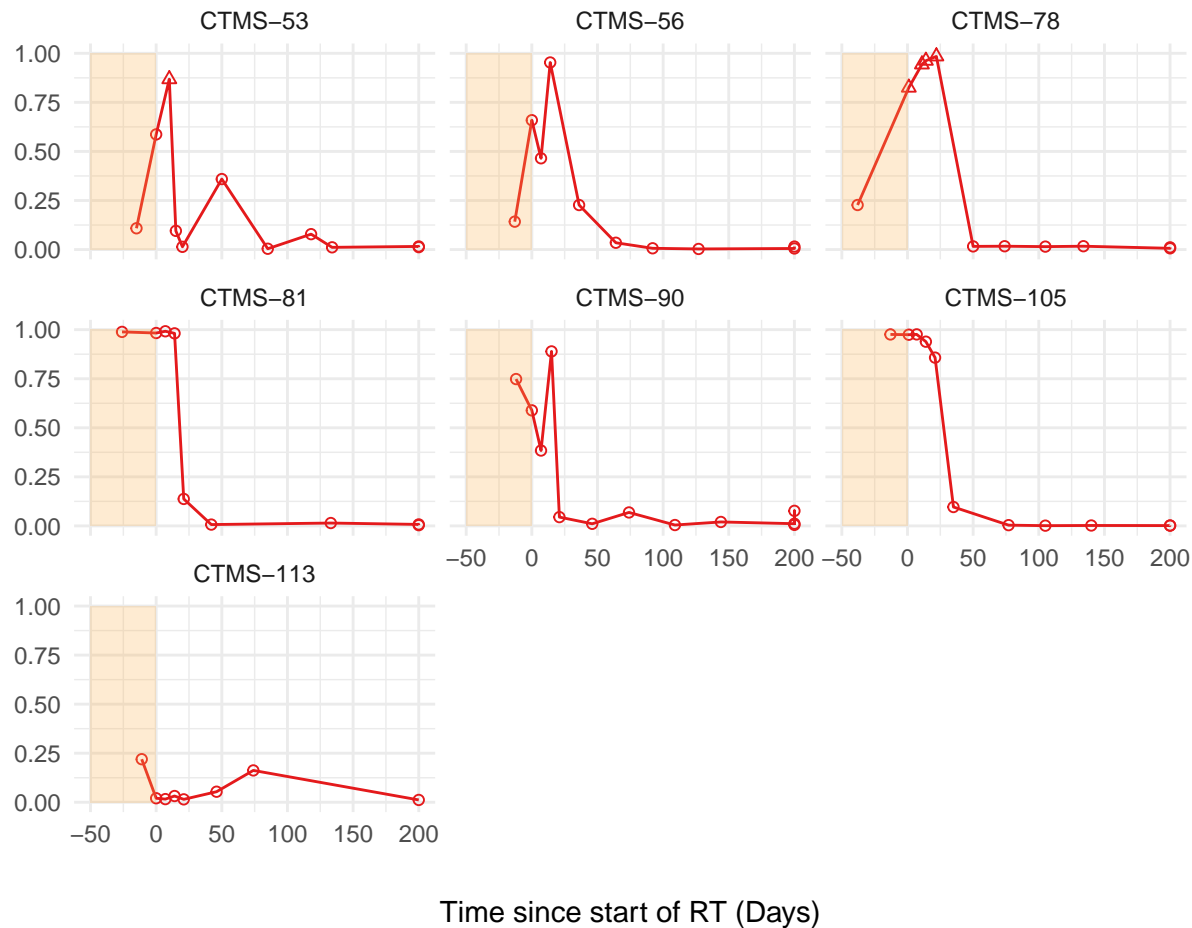 CTMS−53 CTMS−56 CTMS−78
1.00
0.75
0.50
0.25
0.00
CTMS−81 CTMS−90 CTMS−105
1.00
0.75
0.50
0.25
0.00
−50 0 50 100 150 200 −50 0 50 100 150 200
CTMS−113
1.00
0.75
0.50
0.25
0.00
−50 0 50 100 150 200
Time since start of RT (Days)